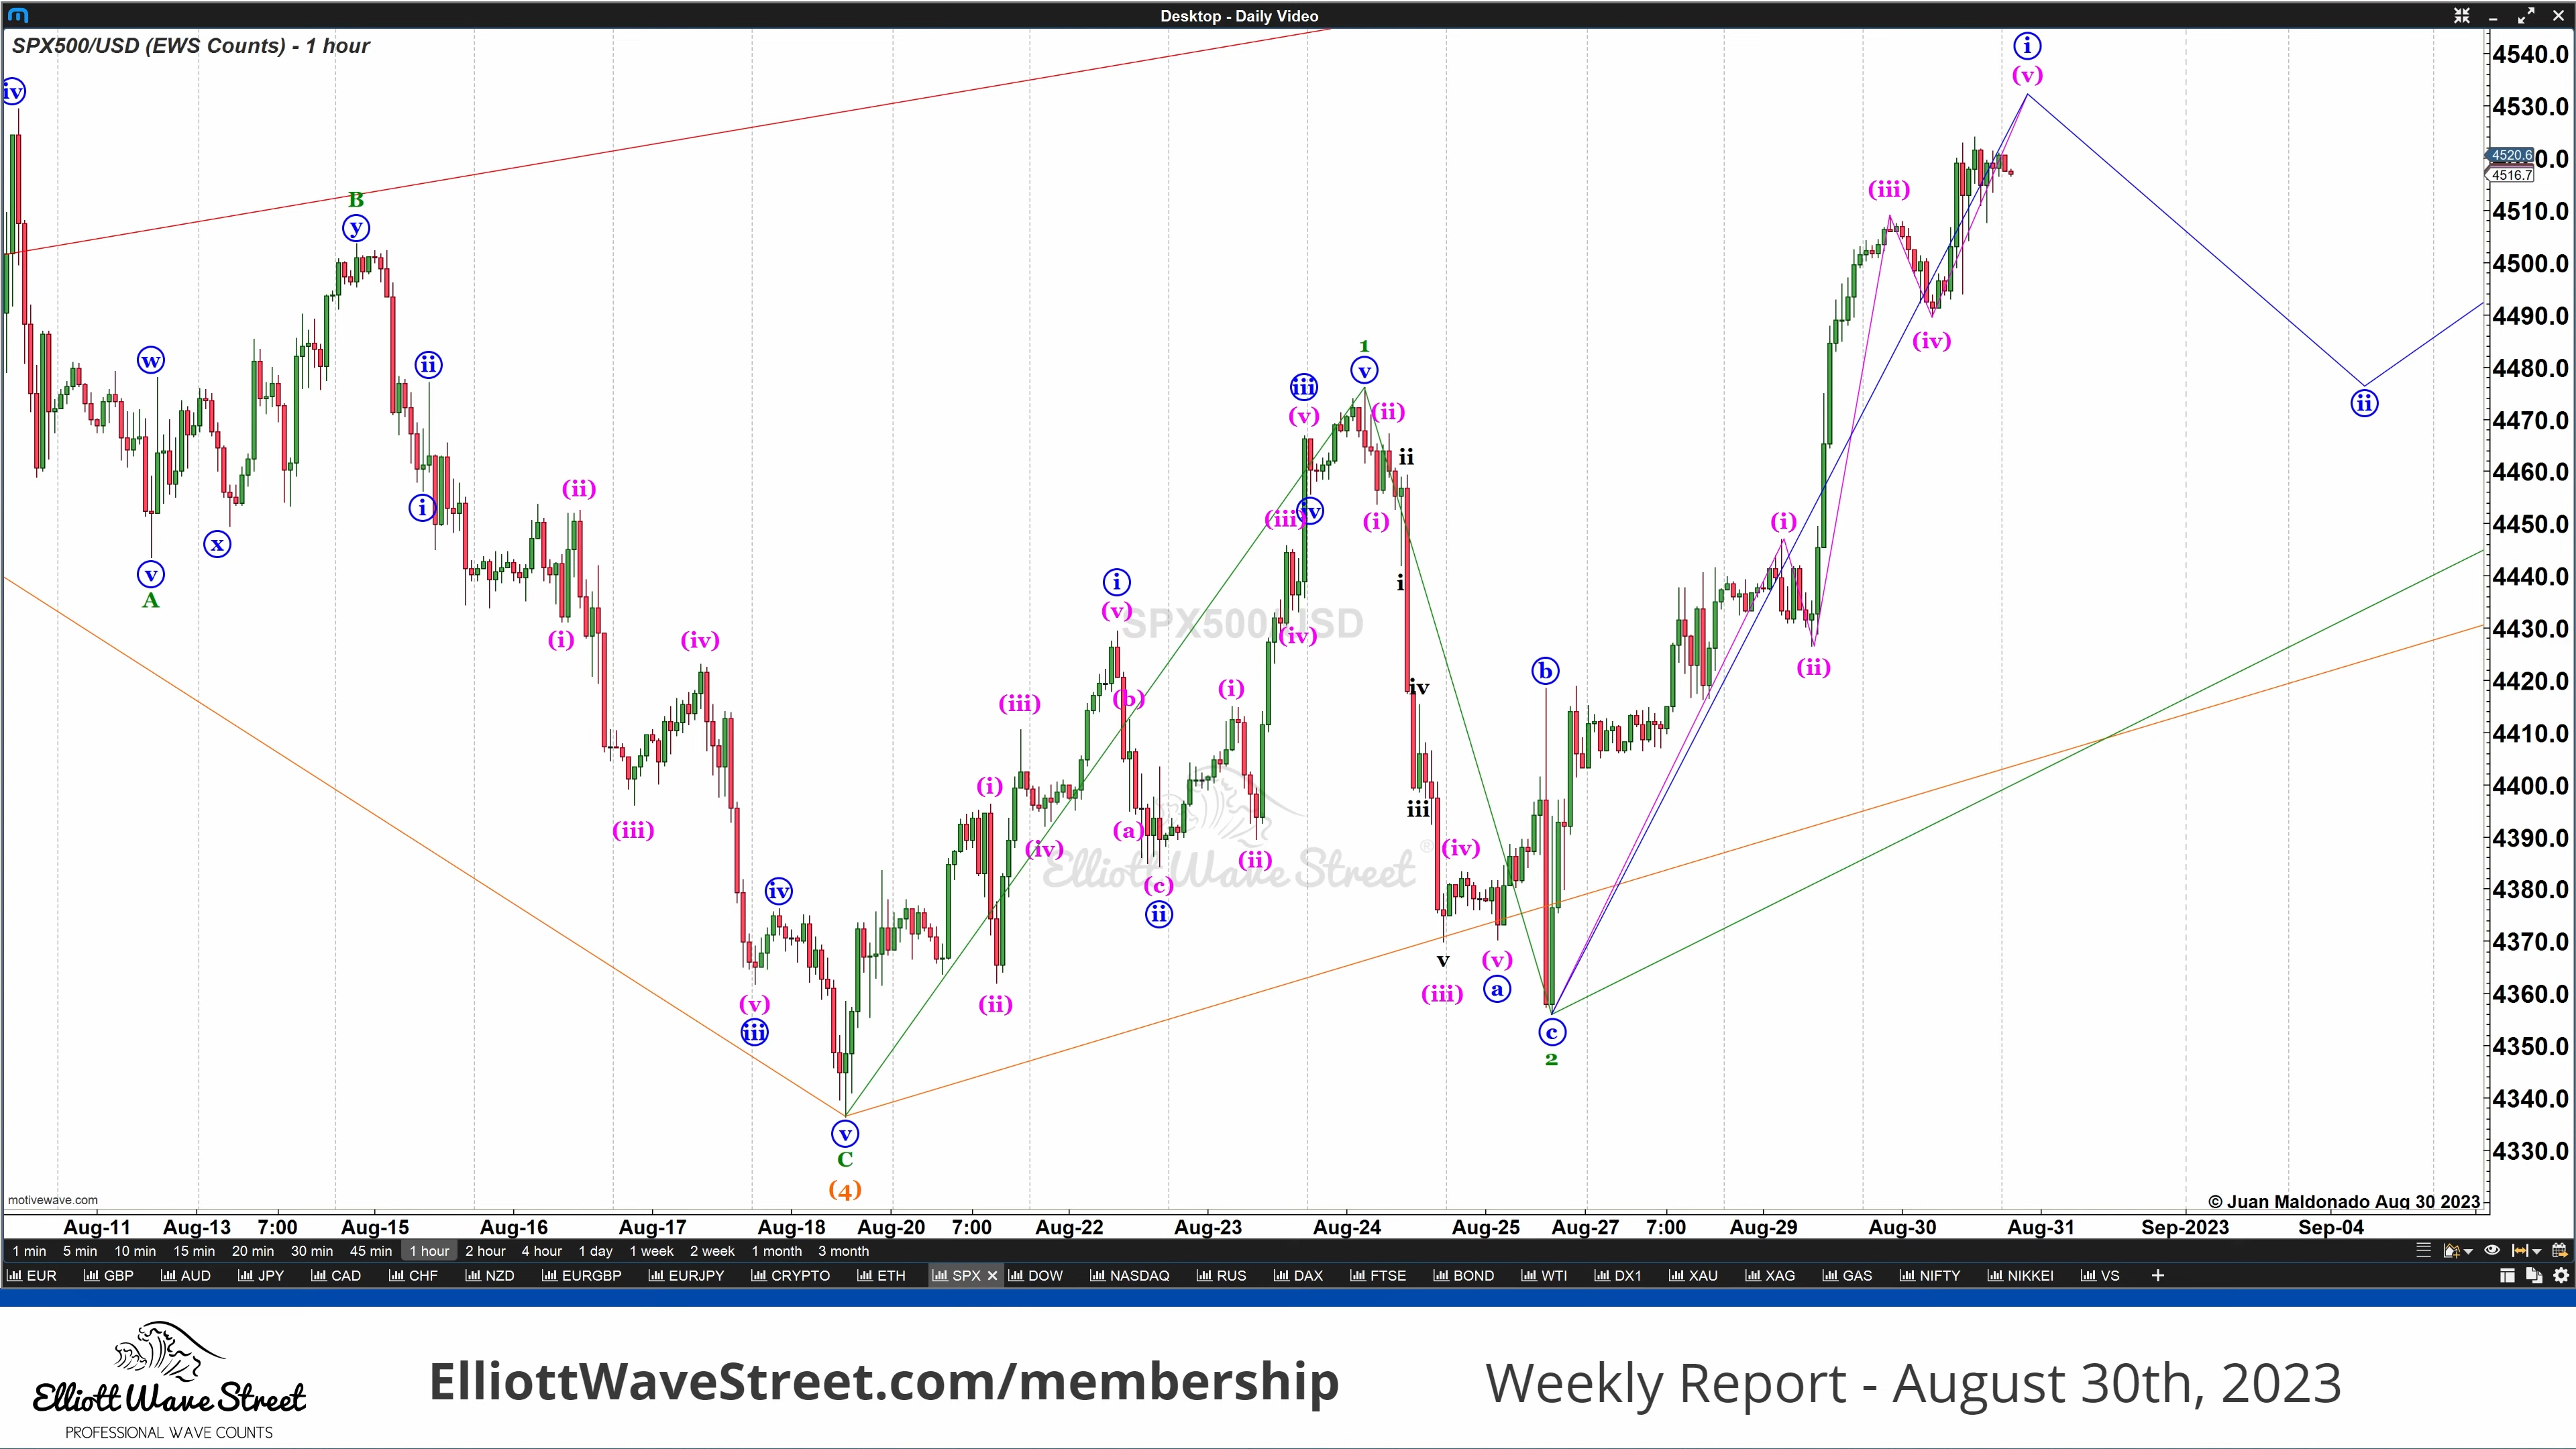 Desktop - Daily Video
SPX500/USD (EWS Counts) - 1 hour
iv
B
y
w
v
A
x
ii
i
(ii)
(i)
(iii)
(iv)
(v)
iii
iv
v
C
(4)
(i)
(ii)
(iii)
(iv)
i
(v)
(b)
(a)
(c)
ii
(i)
(ii)
(iii)
(iv)
iii
(v)
iv
1
v
(ii)
(i)
ii
i
iv
iii
v
(iii)
(iv)
(v)
a
b
c
2
(i)
(ii)
(iii)
(iv)
i
(v)
ii
SPX500/USD
Elliott Wave Street
®
4540.0
4530.0
4520.6
4516.7
4510.0
4500.0
4490.0
4480.0
4470.0
4460.0
4450.0
4440.0
4430.0
4420.0
4410.0
4400.0
4390.0
4380.0
4370.0
4360.0
4350.0
4340.0
4330.0
motivewave.com
© Juan Maldonado Aug 30 2023
Aug-11 Aug-13 7:00 Aug-15 Aug-16 Aug-17 Aug-18 Aug-20 7:00 Aug-22 Aug-23 Aug-24 Aug-25 Aug-27 7:00 Aug-29 Aug-30 Aug-31 Sep-2023 Sep-04
1 min 5 min 10 min 15 min 20 min 30 min 45 min 1 hour 2 hour 4 hour 1 day 1 week 2 week 1 month 3 month
EUR GBP AUD JPY CAD CHF NZD EURGBP EURJPY CRYPTO ETH SPX DOW NASDAQ RUS DAX FTSE BOND WTI DX1 XAU XAG GAS NIFTY NIKKEI VS +
Elliott Wave Street
PROFESSIONAL WAVE COUNTS
ElliottWaveStreet.com/membership
Weekly Report - August 30th, 2023